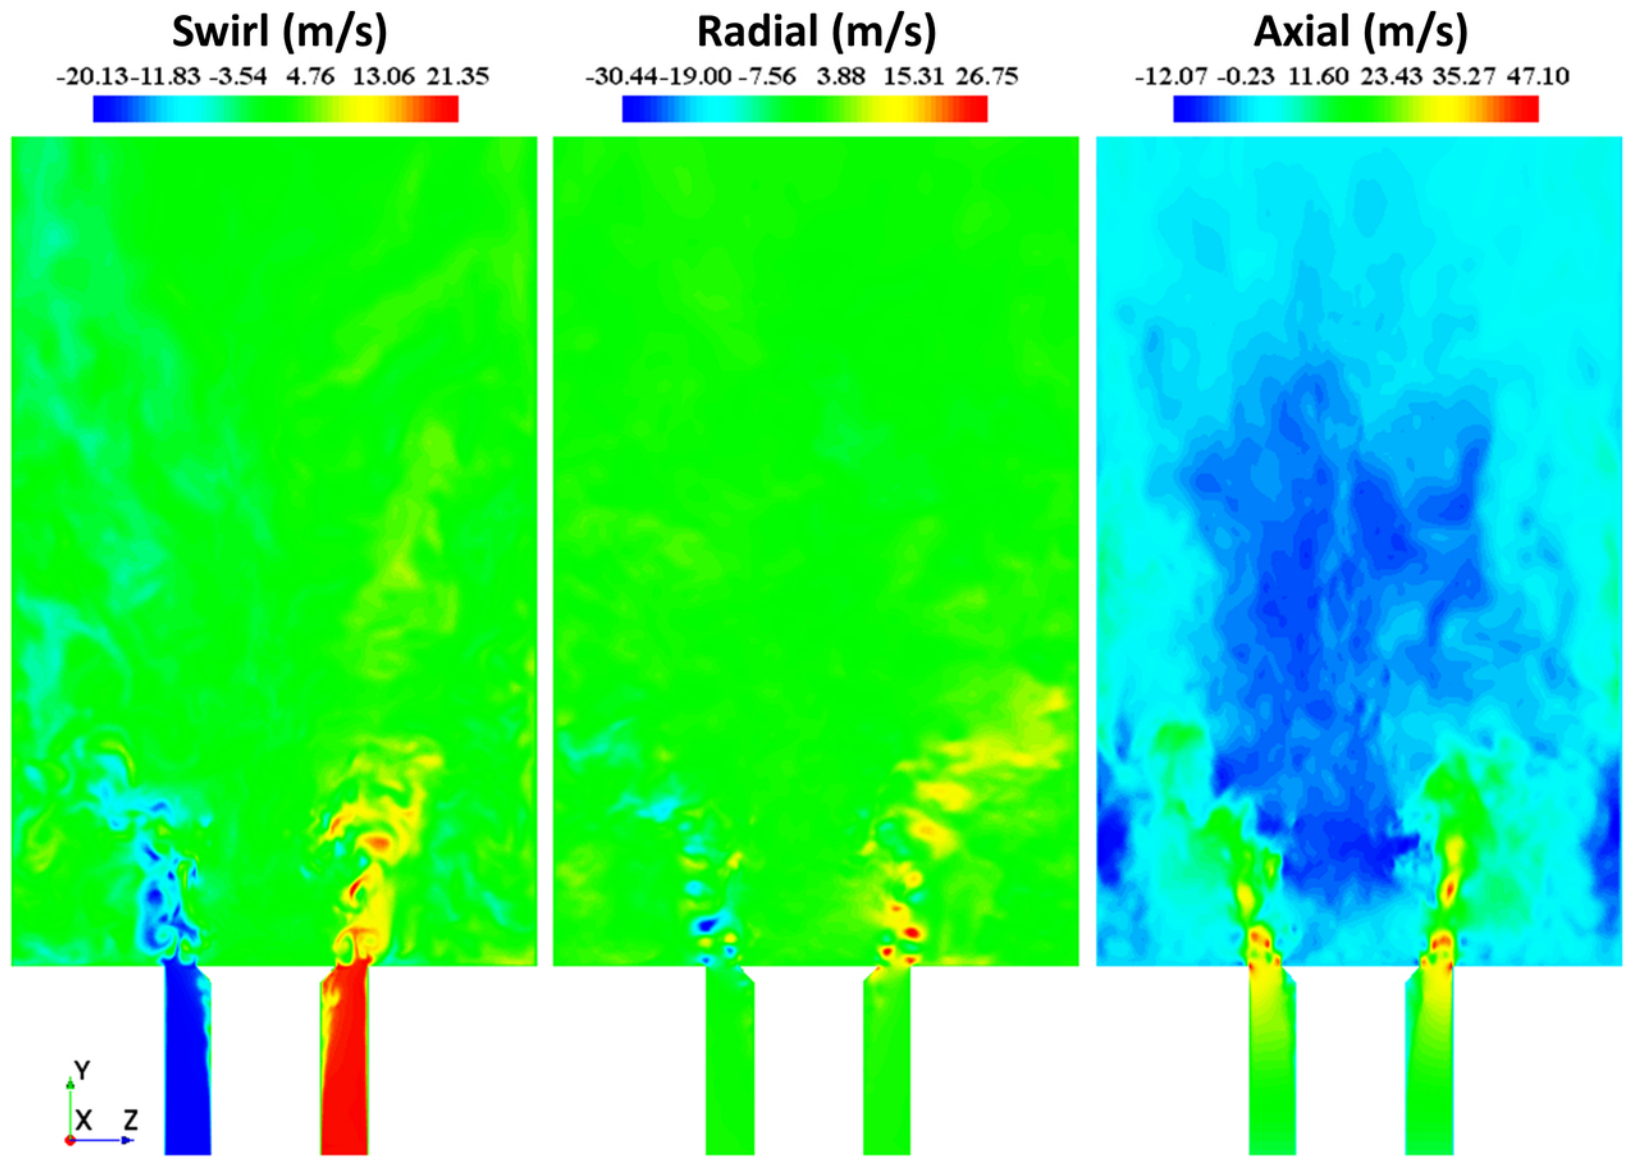 Swirl (m/s) Radial (m/s) Axial (m/s)
-20.13 -11.83 -3.54 4.76 13.06 21.35 -30.44 -19.00 -7.56 3.88 15.31 26.75 -12.07 -0.23 11.60 23.43 35.27 47.10
Y
X Z